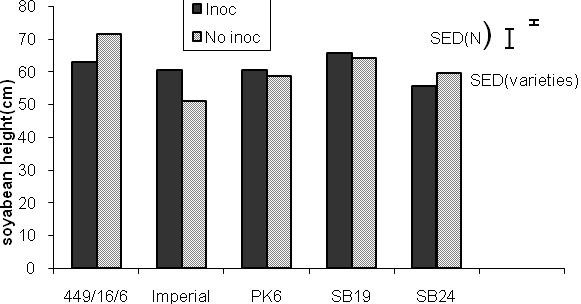 80
70
60
50
40
30
20
10
0
soyabean height(cm)
Inoc
No inoc
SED(N)
SED(varieties)
449/16/6 Imperial PK6 SB19 SB24